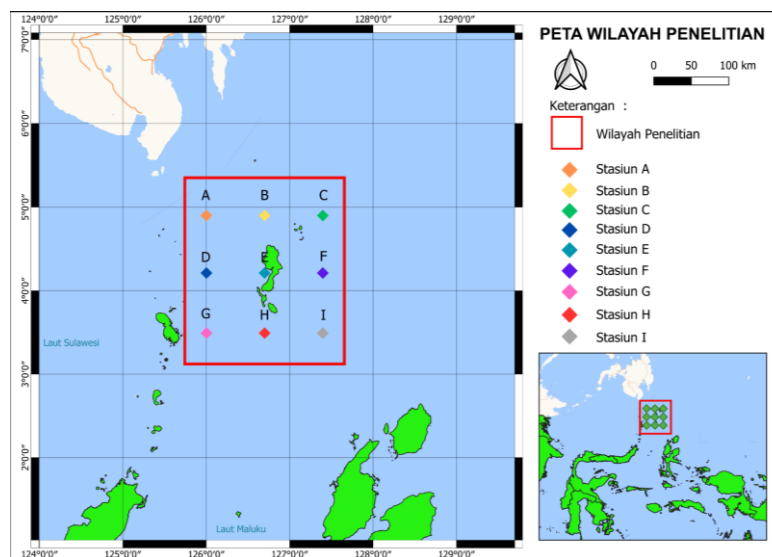 124°0'0" 125°0'0" 126°0'0" 127°0'0" 128°0'0" 129°0'0"
7°0'0"
6°0'0"
5°0'0"
4°0'0"
3°0'0"
2°0'0"
A B C
D E F
G H I
Laut Sulawesi
Laut Maluku
124°0'0" 125°0'0" 126°0'0" 127°0'0" 128°0'0" 129°0'0"
PETA WILAYAH PENELITIAN
0 50 100 km
Keterangan :
Wilayah Penelitian
Stasiun A
Stasiun B
Stasiun C
Stasiun D
Stasiun E
Stasiun F
Stasiun G
Stasiun H
Stasiun I